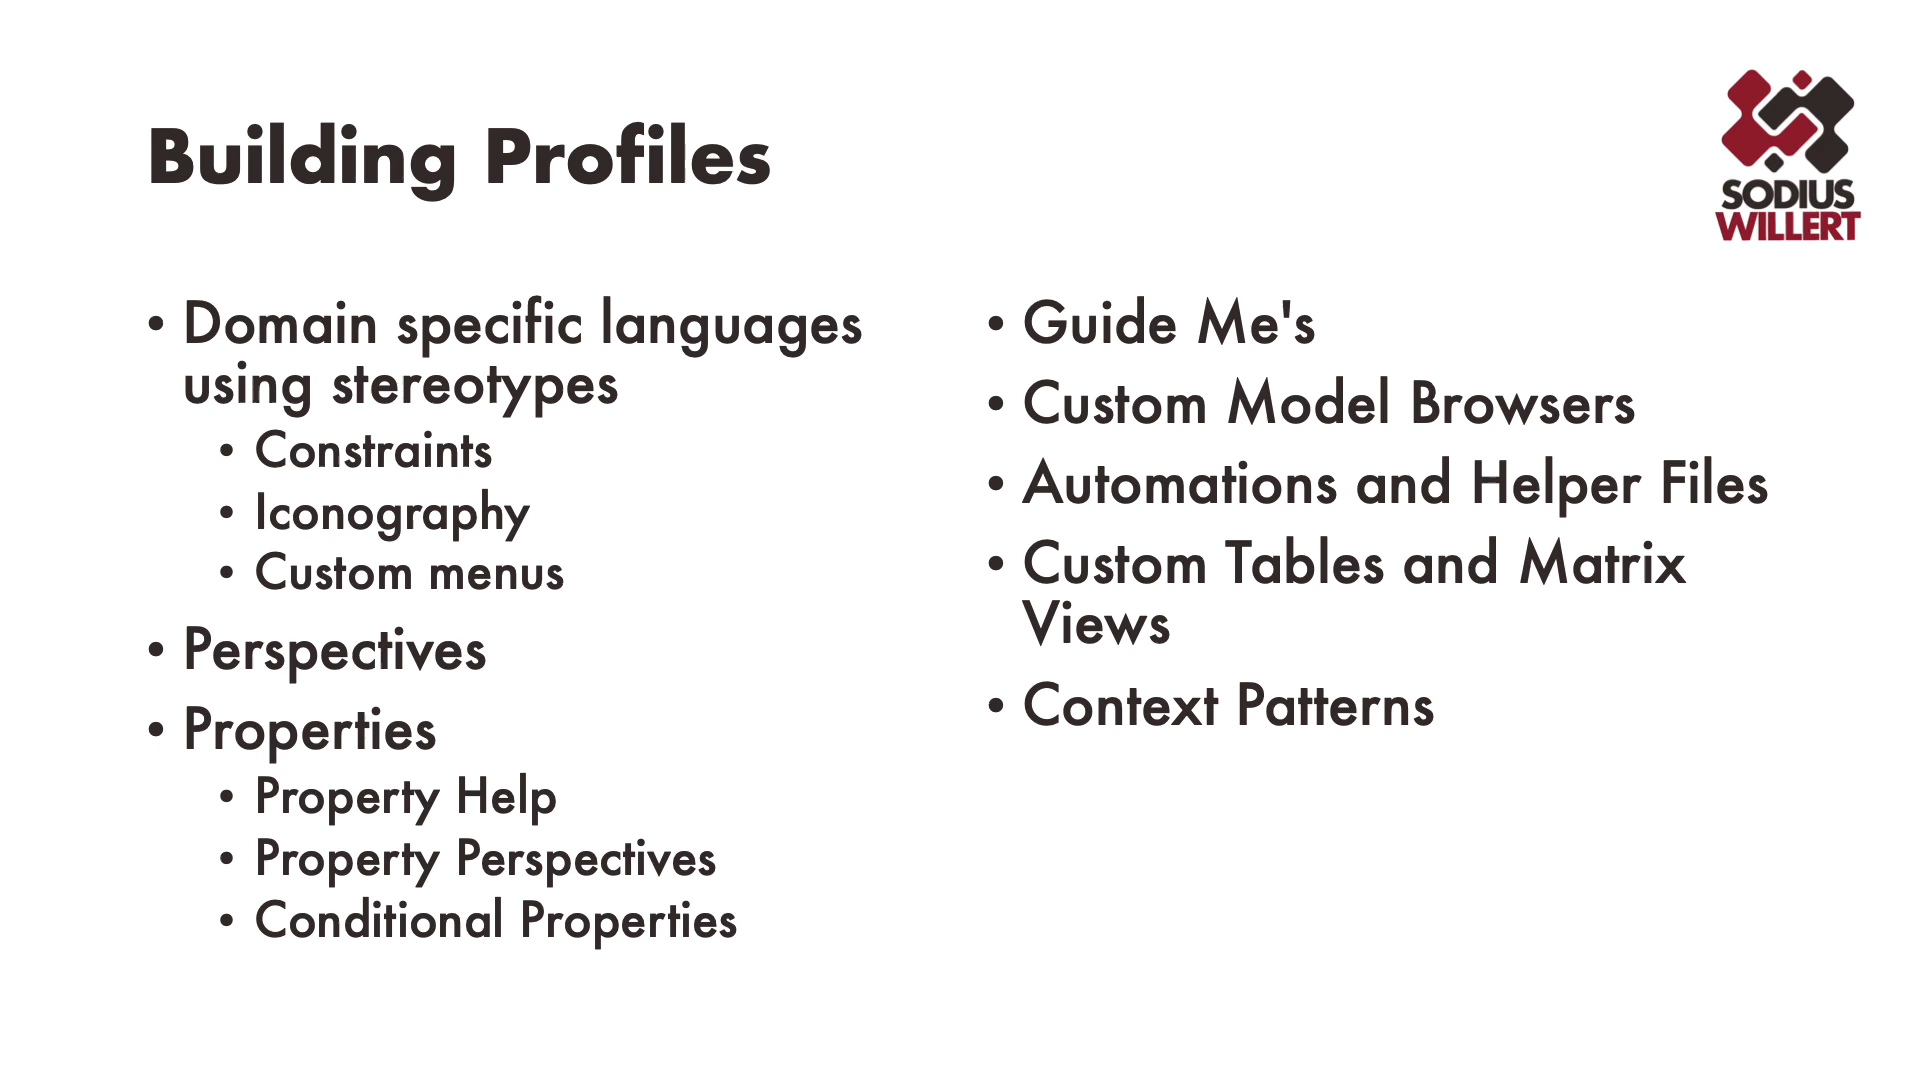 Building Profiles
SODIUS
WILLERT
• Domain specific languages
using stereotypes
• Constraints
• Iconography
• Custom menus
• Perspectives
• Properties
• Property Help
• Property Perspectives
• Conditional Properties
• Guide Me's
• Custom Model Browsers
• Automations and Helper Files
• Custom Tables and Matrix
Views
• Context Patterns